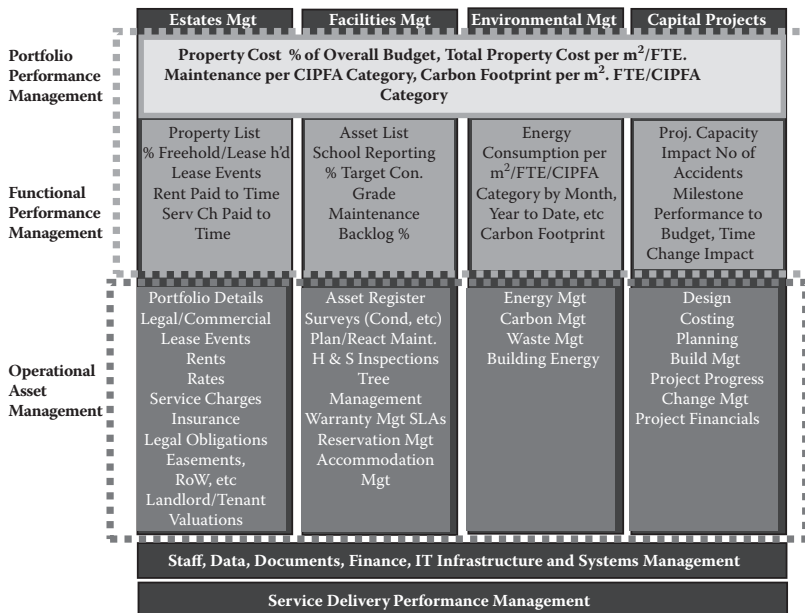 Estates Mgt
Facilities Mgt
Environmental Mgt
Capital Projects
Portfolio
Performance
Management
Property Cost % of Overall Budget, Total Property Cost per m²/FTE.
Maintenance per CIPFA Category, Carbon Footprint per m². FTE/CIPFA
Category
Functional
Performance
Management
Property List
% Freehold/Lease h'd
Lease Events
Rent Paid to Time
Serv Ch Paid to
Time
Asset List
School Reporting
% Target Con.
Grade
Maintenance
Backlog %
Energy
Consumption per
m²/FTE/CIPFA
Category by Month,
Year to Date, etc
Carbon Footprint
Proj. Capacity
Impact No of
Accidents
Milestone
Performance to
Budget, Time
Change Impact
Operational
Asset
Management
Portfolio Details
Legal/Commercial
Lease Events
Rents
Rates
Service Charges
Insurance
Legal Obligations
Easements,
RoW, etc
Landlord/Tenant
Valuations
Asset Register
Surveys (Cond, etc)
Plan/React Maint.
H & S Inspections
Tree
Management
Warranty Mgt SLAs
Reservation Mgt
Accommodation
Mgt
Energy Mgt
Carbon Mgt
Waste Mgt
Building Energy
Design
Costing
Planning
Build Mgt
Project Progress
Change Mgt
Project Financials
Staff, Data, Documents, Finance, IT Infrastructure and Systems Management
Service Delivery Performance Management